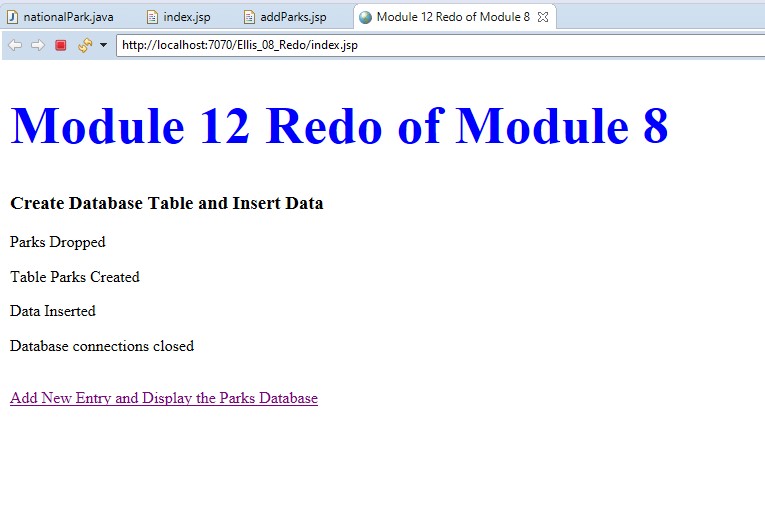 nationalPark.java index.jsp addParks.jsp Module 12 Redo of Module 8
http://localhost:7070/Ellis_08_Redo/index.jsp
Module 12 Redo of Module 8
Create Database Table and Insert Data
Parks Dropped
Table Parks Created
Data Inserted
Database connections closed
Add New Entry and Display the Parks Database